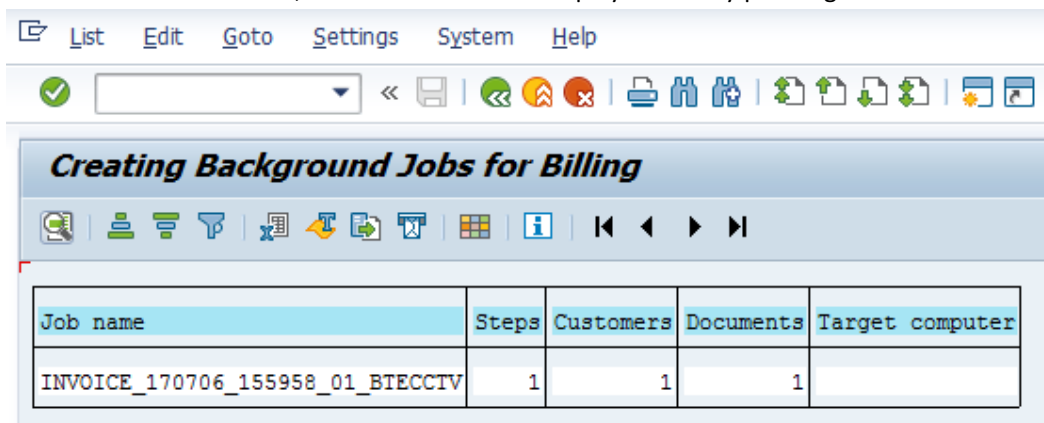 List Edit Goto Settings System Help
Creating Background Jobs for Billing
Job name Steps Customers Documents Target computer
INVOICE_170706_155958_01_BTECCTV 1 1 1